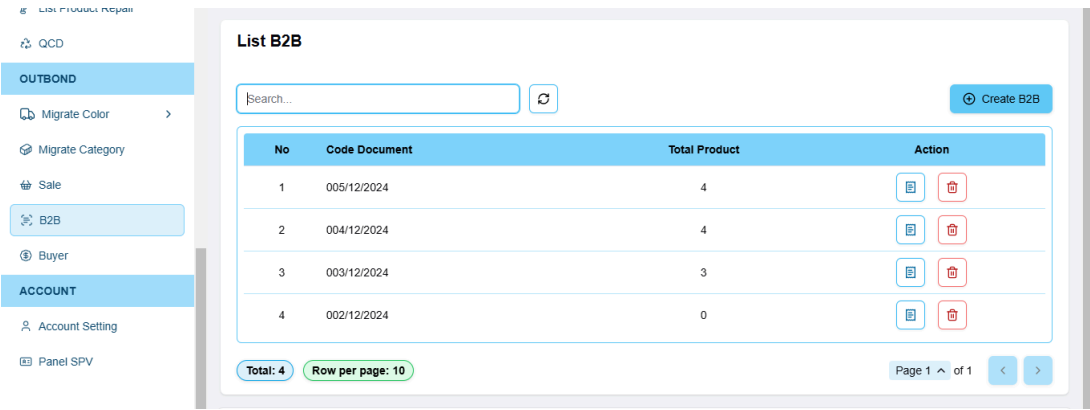 List Product Repair
QCD
OUTBOND
Migrate Color
Migrate Category
Sale
B2B
Buyer
ACCOUNT
Account Setting
Panel SPV
List B2B
Search...
Create B2B
No Code Document Total Product Action
1 005/12/2024 4
2 004/12/2024 4
3 003/12/2024 3
4 002/12/2024 0
Total: 4 Row per page: 10 Page 1 of 1